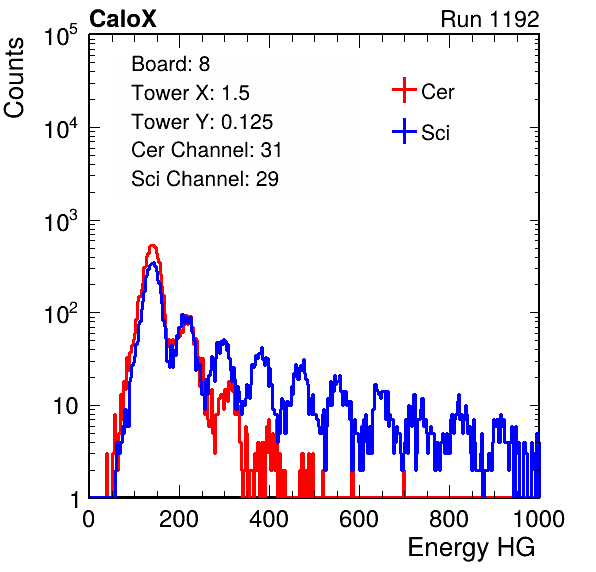 CaloX Run 1192
Counts
10^5
10^4
10^3
10^2
10
1
Board: 8
Tower X: 1.5
Tower Y: 0.125
Cer Channel: 31
Sci Channel: 29
Cer
Sci
0 200 400 600 800 1000
Energy HG